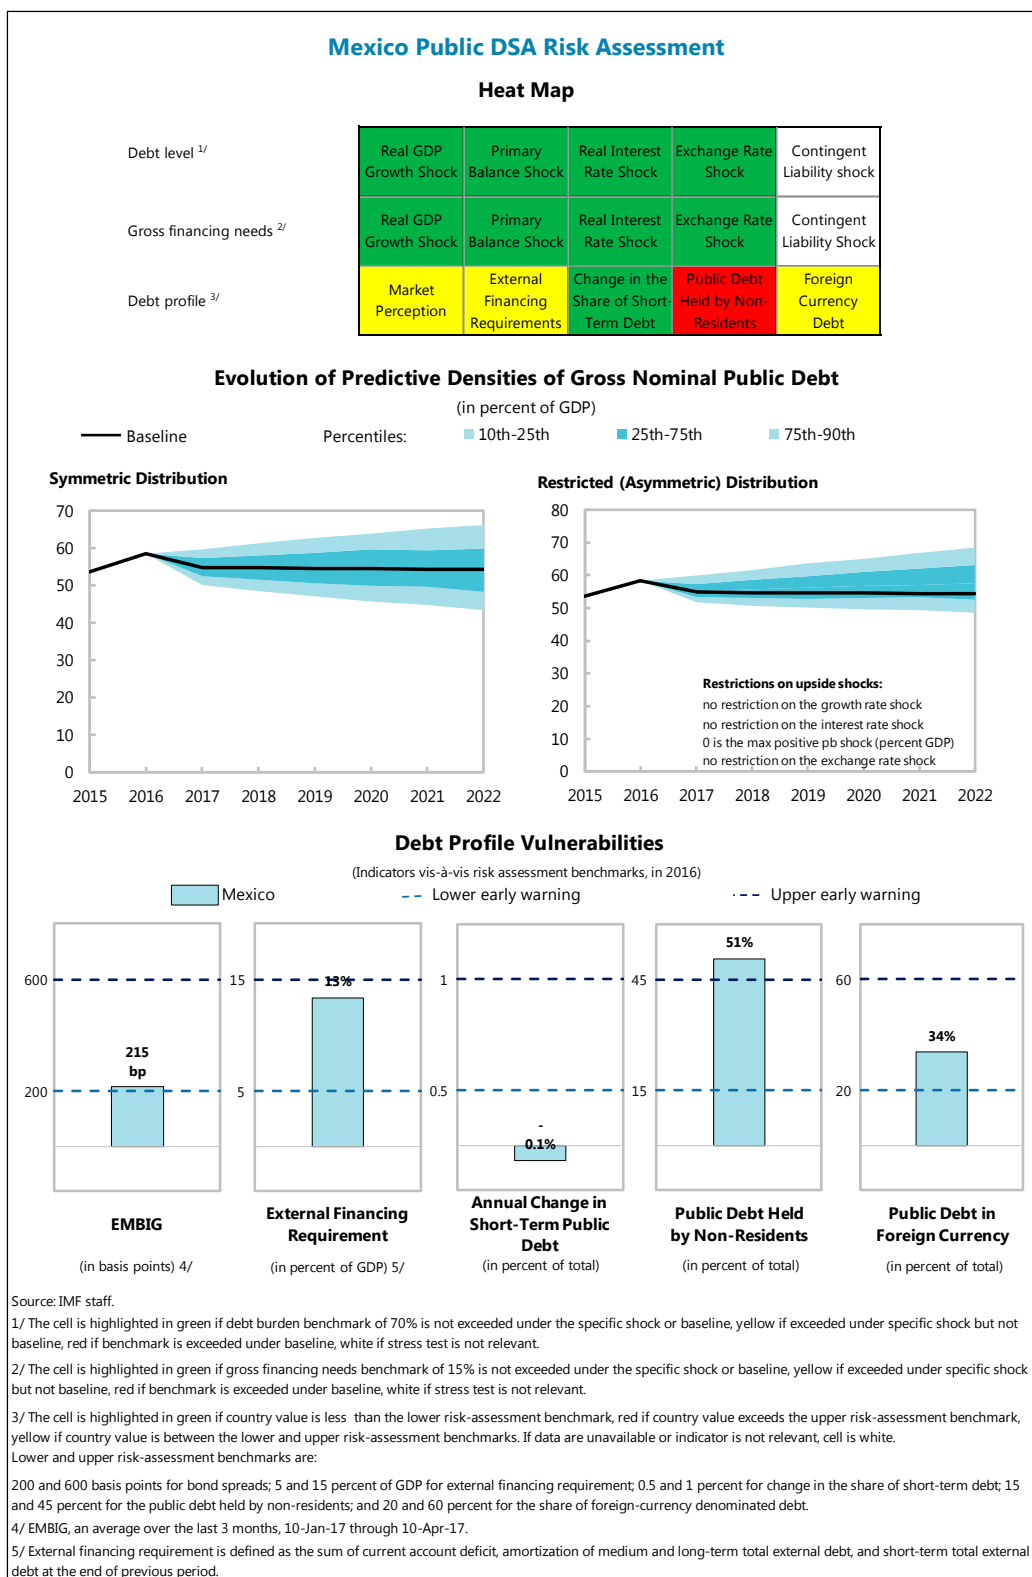 Mexico Public DSA Risk Assessment
Heat Map
Debt level 1/
Real GDP Growth Shock
Primary Balance Shock
Real Interest Rate Shock
Exchange Rate Shock
Contingent Liability shock
Gross financing needs 2/
Real GDP Growth Shock
Primary Balance Shock
Real Interest Rate Shock
Exchange Rate Shock
Contingent Liability Shock
Debt profile 3/
Market Perception
External Financing Requirements
Change in the Share of Short-Term Debt
Public Debt Held by Non-Residents
Foreign Currency Debt
Evolution of Predictive Densities of Gross Nominal Public Debt
(in percent of GDP)
Baseline Percentiles: 10th-25th 25th-75th 75th-90th
Symmetric Distribution
70
60
50
40
30
20
10
0
2015 2016 2017 2018 2019 2020 2021 2022
Restricted (Asymmetric) Distribution
80
70
60
50
40
30
20
10
0
Restrictions on upside shocks:
no restriction on the growth rate shock
no restriction on the interest rate shock
0 is the max positive pb shock (percent GDP)
no restriction on the exchange rate shock
2015 2016 2017 2018 2019 2020 2021 2022
Debt Profile Vulnerabilities
(Indicators vis-à-vis risk assessment benchmarks, in 2016)
Mexico Lower early warning Upper early warning
600
200
215
bp
EMBIG
(in basis points) 4/
15
5
13%
External Financing
Requirement
(in percent of GDP) 5/
1
0.5
-
0.1%
Annual Change in
Short-Term Public
Debt
(in percent of total)
45
15
51%
Public Debt Held
by Non-Residents
(in percent of total)
60
20
34%
Public Debt in
Foreign Currency
(in percent of total)
Source: IMF staff.
1/ The cell is highlighted in green if debt burden benchmark of 70% is not exceeded under the specific shock or baseline, yellow if exceeded under specific shock but not
baseline, red if benchmark is exceeded under baseline, white if stress test is not relevant.
2/ The cell is highlighted in green if gross financing needs benchmark of 15% is not exceeded under the specific shock or baseline, yellow if exceeded under specific shock
but not baseline, red if benchmark is exceeded under baseline, white if stress test is not relevant.
3/ The cell is highlighted in green if country value is less than the lower risk-assessment benchmark, red if country value exceeds the upper risk-assessment benchmark,
yellow if country value is between the lower and upper risk-assessment benchmarks. If data are unavailable or indicator is not relevant, cell is white.
Lower and upper risk-assessment benchmarks are:
200 and 600 basis points for bond spreads; 5 and 15 percent of GDP for external financing requirement; 0.5 and 1 percent for change in the share of short-term debt; 15
and 45 percent for the public debt held by non-residents; and 20 and 60 percent for the share of foreign-currency denominated debt.
4/ EMBIG, an average over the last 3 months, 10-Jan-17 through 10-Apr-17.
5/ External financing requirement is defined as the sum of current account deficit, amortization of medium and long-term total external debt, and short-term total external
debt at the end of previous period.